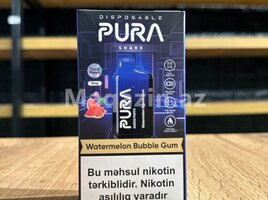 DISPOSABLE
PURA
SHARK
Magazin.az
PURA
Watermelon Bubble Gum
Bu məhsul nikotin
tərkiblidir. Nikotin
asılılıq yaradır